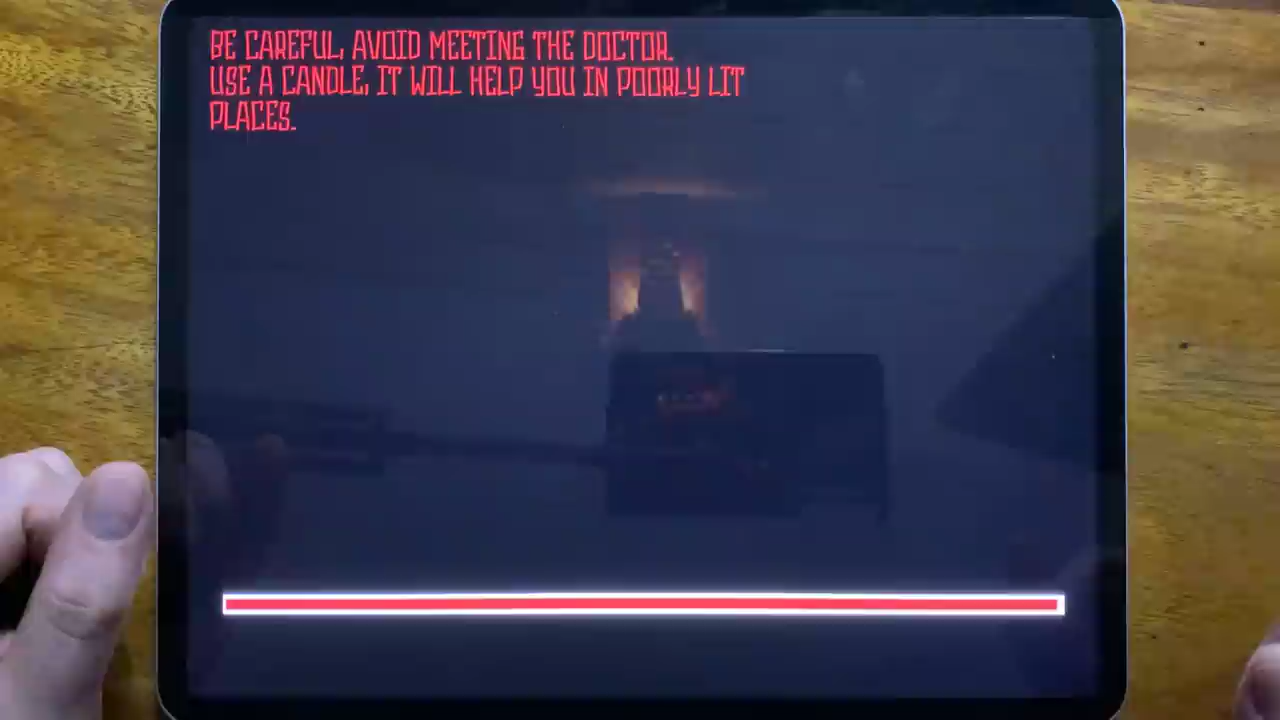 BE CAREFUL, AVOID MEETING THE DOCTOR.
USE A CANDLE, IT WILL HELP YOU IN POORLY LIT
PLACES.